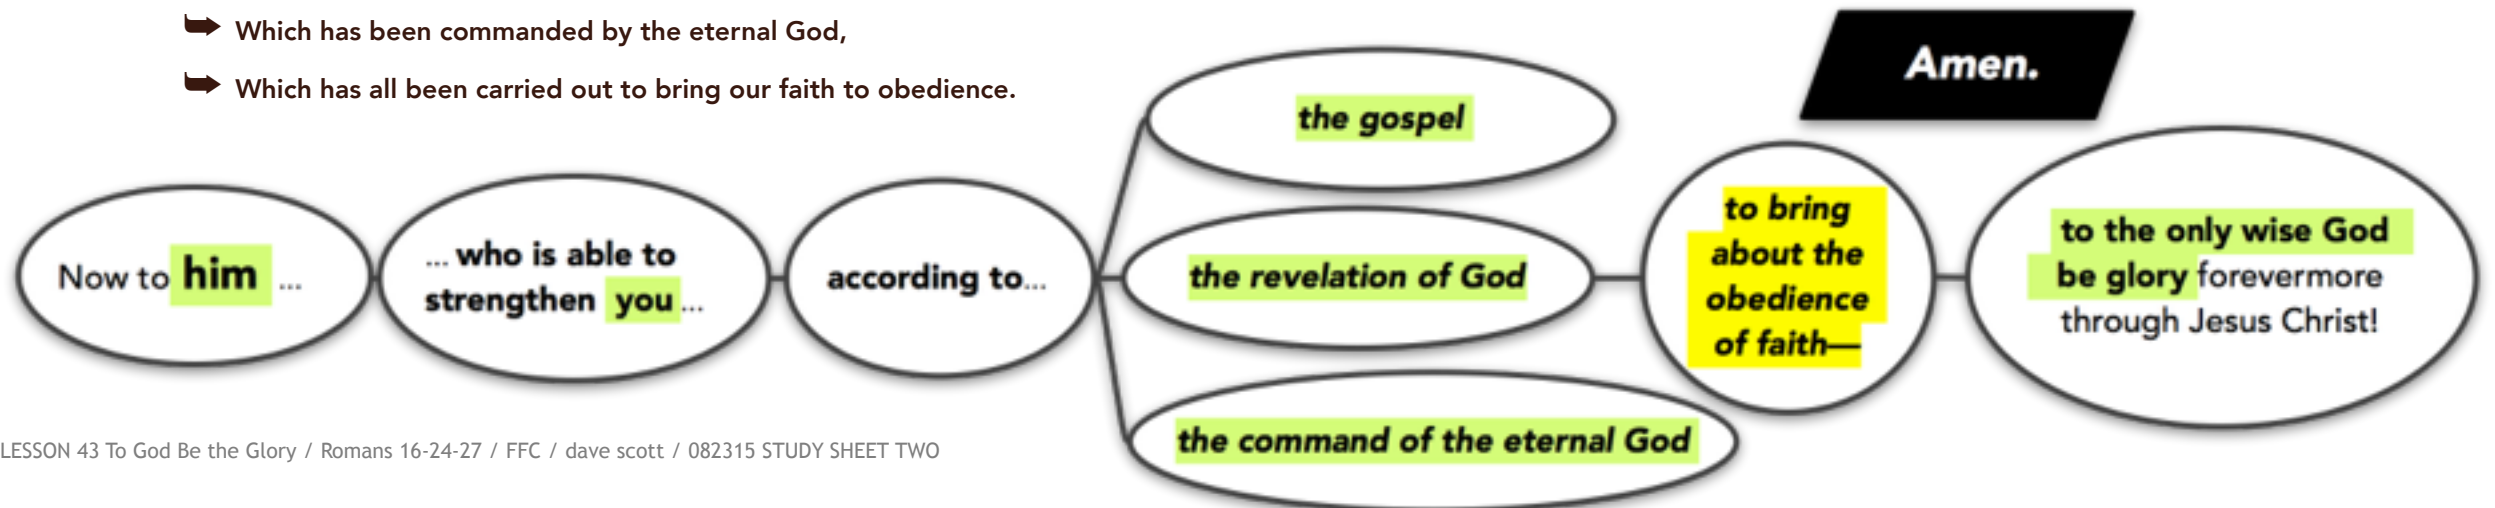 ➥ Which has been commanded by the eternal God,
➥ Which has all been carried out to bring our faith to obedience.
Amen.
Now to him ...
... who is able to
strengthen you ...
according to...
the gospel
the revelation of God
the command of the eternal God
to bring
about the
obedience
of faith—
to the only wise God
be glory forevermore
through Jesus Christ!
LESSON 43 To God Be the Glory / Romans 16-24-27 / FFC / dave scott / 082315 STUDY SHEET TWO